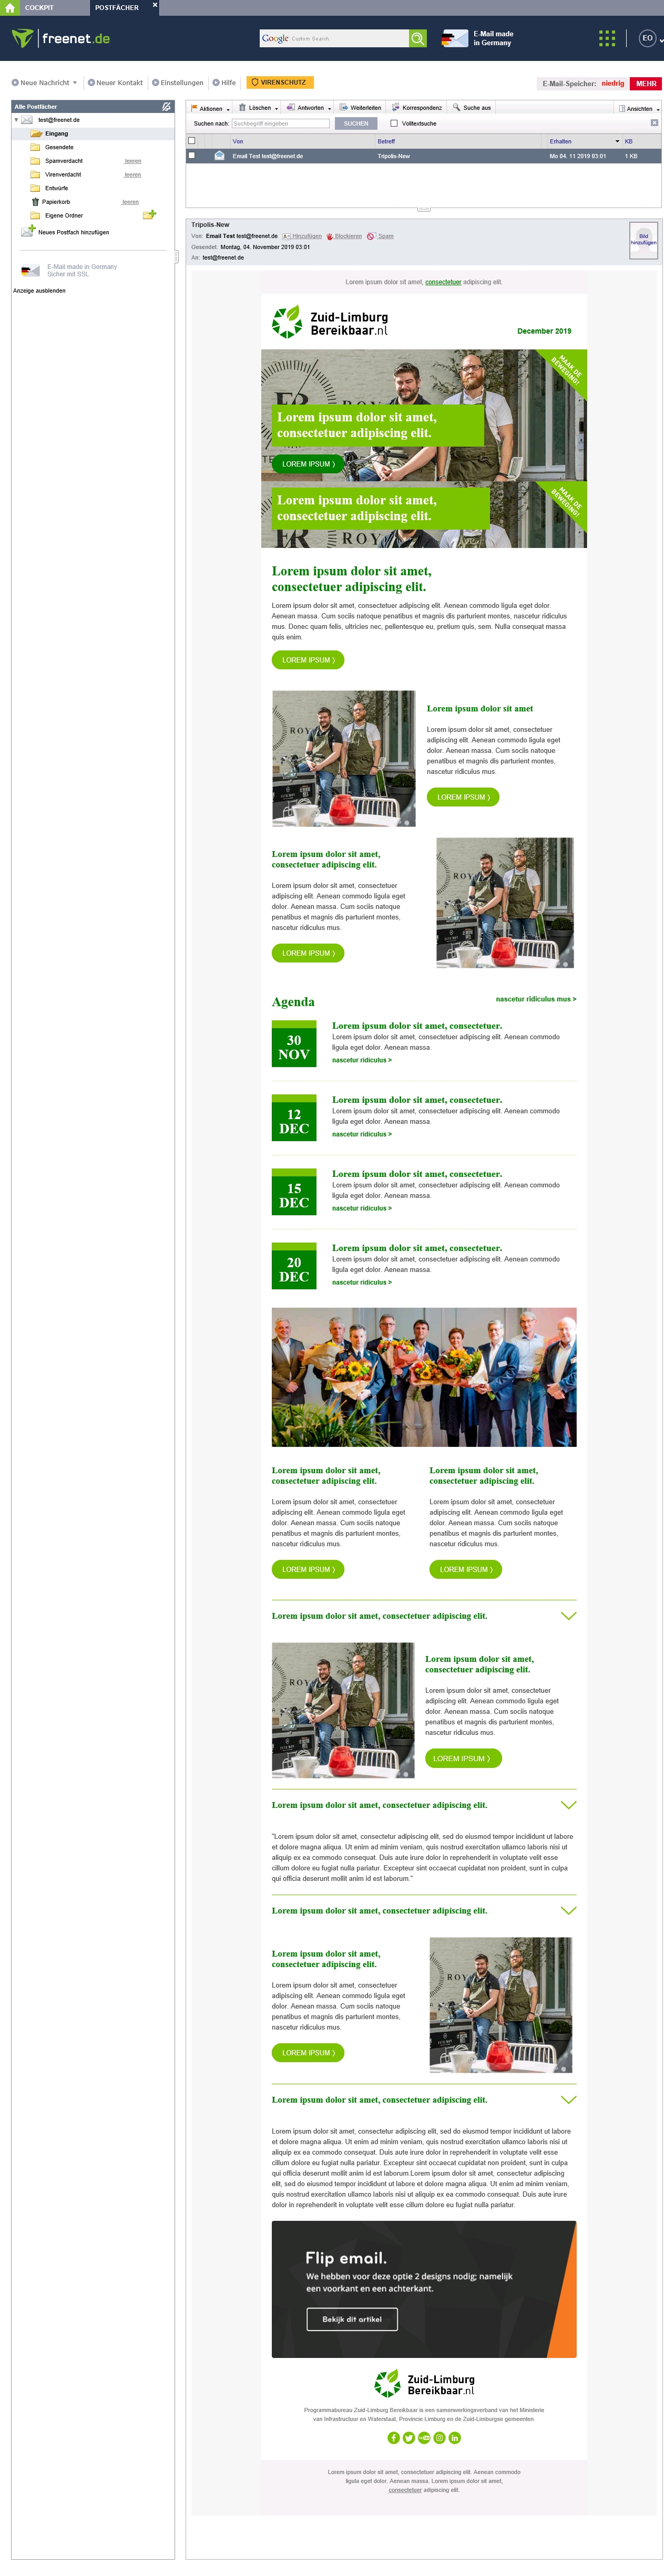 COCKPIT
POSTFÄCHER
freenet.de
Google Custom Search
E-Mail made
in Germany
EO
Neue Nachricht
Neuer Kontakt
Einstellungen
Hilfe
VIRENSCHUTZ
E-Mail-Speicher: niedrig
MEHR
Alle Postfächer
test@freenet.de
Eingang
Gesendete
Spamverdacht leeren
Virenverdacht leeren
Entwürfe
Papierkorb leeren
Eigene Ordner
Neues Postfach hinzufügen
E-Mail made in Germany
Sicher mit SSL
Anzeige ausblenden
Aktionen
Löschen
Antworten
Weiterleiten
Korrespondenz
Suche aus
Ansichten
Suchen nach: Suchbegriff eingeben
SUCHEN
Volltextsuche
Von
Betreff
Erhalten
KB
Email Test test@freenet.de
Tripolis-New
Mo 04. 11 2019 03:01
1 KB
Tripolis-New
Von: Email Test test@freenet.de Hinzufügen Blockieren Spam
Gesendet: Montag, 04. November 2019 03:01
An: test@freenet.de
Bild
hinzufügen
Lorem ipsum dolor sit amet, consectetuer adipiscing elit.
Zuid-Limburg
Bereikbaar.nl
December 2019
MAAK DE
BEWEGING!
Lorem ipsum dolor sit amet,
consectetuer adipiscing elit.
LOREM IPSUM
MAAK DE
BEWEGING!
Lorem ipsum dolor sit amet,
consectetuer adipiscing elit.
Lorem ipsum dolor sit amet,
consectetuer adipiscing elit.
Lorem ipsum dolor sit amet, consectetuer adipiscing elit. Aenean commodo ligula eget dolor.
Aenean massa. Cum sociis natoque penatibus et magnis dis parturient montes, nascetur ridiculus
mus. Donec quam felis, ultricies nec, pellentesque eu, pretium quis, sem. Nulla consequat massa
quis enim.
LOREM IPSUM
Lorem ipsum dolor sit amet
Lorem ipsum dolor sit amet, consectetuer
adipiscing elit. Aenean commodo ligula eget
dolor. Aenean massa. Cum sociis natoque
penatibus et magnis dis parturient montes,
nascetur ridiculus mus.
LOREM IPSUM
Lorem ipsum dolor sit amet,
consectetuer adipiscing elit.
Lorem ipsum dolor sit amet, consectetuer
adipiscing elit. Aenean commodo ligula eget
dolor. Aenean massa. Cum sociis natoque
penatibus et magnis dis parturient montes,
nascetur ridiculus mus.
LOREM IPSUM
Agenda
nascetur ridiculus mus >
30
NOV
Lorem ipsum dolor sit amet, consectetuer.
Lorem ipsum dolor sit amet, consectetuer adipiscing elit. Aenean commodo
ligula eget dolor. Aenean massa.
nascetur ridiculus >
12
DEC
Lorem ipsum dolor sit amet, consectetuer.
Lorem ipsum dolor sit amet, consectetuer adipiscing elit. Aenean commodo
ligula eget dolor. Aenean massa.
nascetur ridiculus >
15
DEC
Lorem ipsum dolor sit amet, consectetuer.
Lorem ipsum dolor sit amet, consectetuer adipiscing elit. Aenean commodo
ligula eget dolor. Aenean massa.
nascetur ridiculus >
20
DEC
Lorem ipsum dolor sit amet, consectetuer.
Lorem ipsum dolor sit amet, consectetuer adipiscing elit. Aenean commodo
ligula eget dolor. Aenean massa.
nascetur ridiculus >
Lorem ipsum dolor sit amet,
consectetuer adipiscing elit.
Lorem ipsum dolor sit amet, consectetuer
adipiscing elit. Aenean commodo ligula eget
dolor. Aenean massa. Cum sociis natoque
penatibus et magnis dis parturient montes,
nascetur ridiculus mus.
LOREM IPSUM
Lorem ipsum dolor sit amet,
consectetuer adipiscing elit.
Lorem ipsum dolor sit amet, consectetuer
adipiscing elit. Aenean commodo ligula eget
dolor. Aenean massa. Cum sociis natoque
penatibus et magnis dis parturient montes,
nascetur ridiculus mus.
LOREM IPSUM
Lorem ipsum dolor sit amet, consectetuer adipiscing elit.
Lorem ipsum dolor sit amet,
consectetuer adipiscing elit.
Lorem ipsum dolor sit amet, consectetuer
adipiscing elit. Aenean commodo ligula eget
dolor. Aenean massa. Cum sociis natoque
penatibus et magnis dis parturient montes,
nascetur ridiculus mus.
LOREM IPSUM
Lorem ipsum dolor sit amet, consectetuer adipiscing elit.
"Lorem ipsum dolor sit amet, consectetur adipiscing elit, sed do eiusmod tempor incididunt ut labore
et dolore magna aliqua. Ut enim ad minim veniam, quis nostrud exercitation ullamco laboris nisi ut
aliquip ex ea commodo consequat. Duis aute irure dolor in reprehenderit in voluptate velit esse
cillum dolore eu fugiat nulla pariatur. Excepteur sint occaecat cupidatat non proident, sunt in culpa
qui officia deserunt mollit anim id est laborum."
Lorem ipsum dolor sit amet, consectetuer adipiscing elit.
Lorem ipsum dolor sit amet,
consectetuer adipiscing elit.
Lorem ipsum dolor sit amet, consectetuer
adipiscing elit. Aenean commodo ligula eget
dolor. Aenean massa. Cum sociis natoque
penatibus et magnis dis parturient montes,
nascetur ridiculus mus.
LOREM IPSUM
Lorem ipsum dolor sit amet, consectetuer adipiscing elit.
Lorem ipsum dolor sit amet, consectetur adipiscing elit, sed do eiusmod tempor incididunt ut labore
et dolore magna aliqua. Ut enim ad minim veniam, quis nostrud exercitation ullamco laboris nisi ut
aliquip ex ea commodo consequat. Duis aute irure dolor in reprehenderit in voluptate velit esse
cillum dolore eu fugiat nulla pariatur. Excepteur sint occaecat cupidatat non proident, sunt in culpa
qui officia deserunt mollit anim id est laborum.Lorem ipsum dolor sit amet, consectetur adipiscing
elit, sed do eiusmod tempor incididunt ut labore et dolore magna aliqua. Ut enim ad minim veniam,
quis nostrud exercitation ullamco laboris nisi ut aliquip ex ea commodo consequat. Duis aute irure
dolor in reprehenderit in voluptate velit esse cillum dolore eu fugiat nulla pariatur.
Flip email.
We hebben voor deze optie 2 designs nodig; namelijk
een voorkant en een achterkant.
Bekijk dit artikel
Zuid-Limburg
Bereikbaar.nl
Programmabureau Zuid-Limburg Bereikbaar is een samenwerkingsverband van het Ministerie
van Infrastructuur en Waterstaat, Provincie Limburg en de Zuid-Limburgse gemeenten.
Lorem ipsum dolor sit amet, consectetuer adipiscing elit. Aenean commodo
ligula eget dolor. Aenean massa. Lorem ipsum dolor sit amet,
consectetuer adipiscing elit.